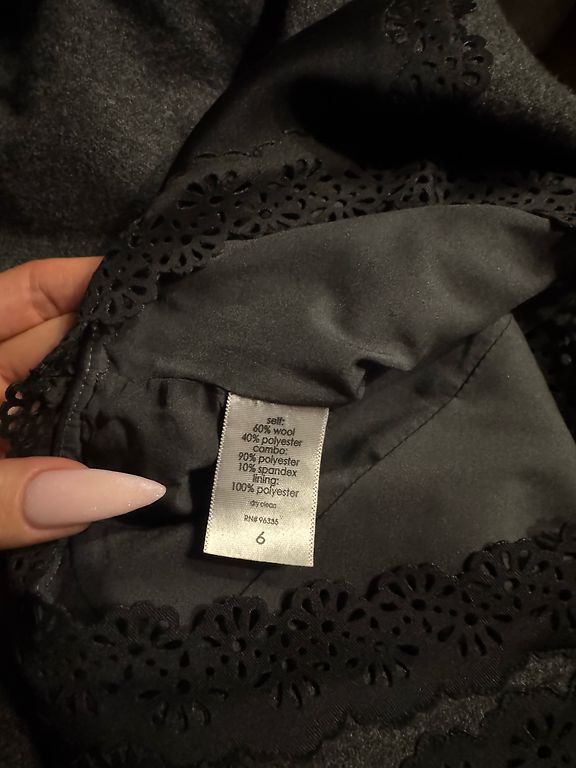 self:
60% wool
40% polyester
combo:
90% polyester
10% spandex
lining:
100% polyester
dry clean
RN# 96335
6